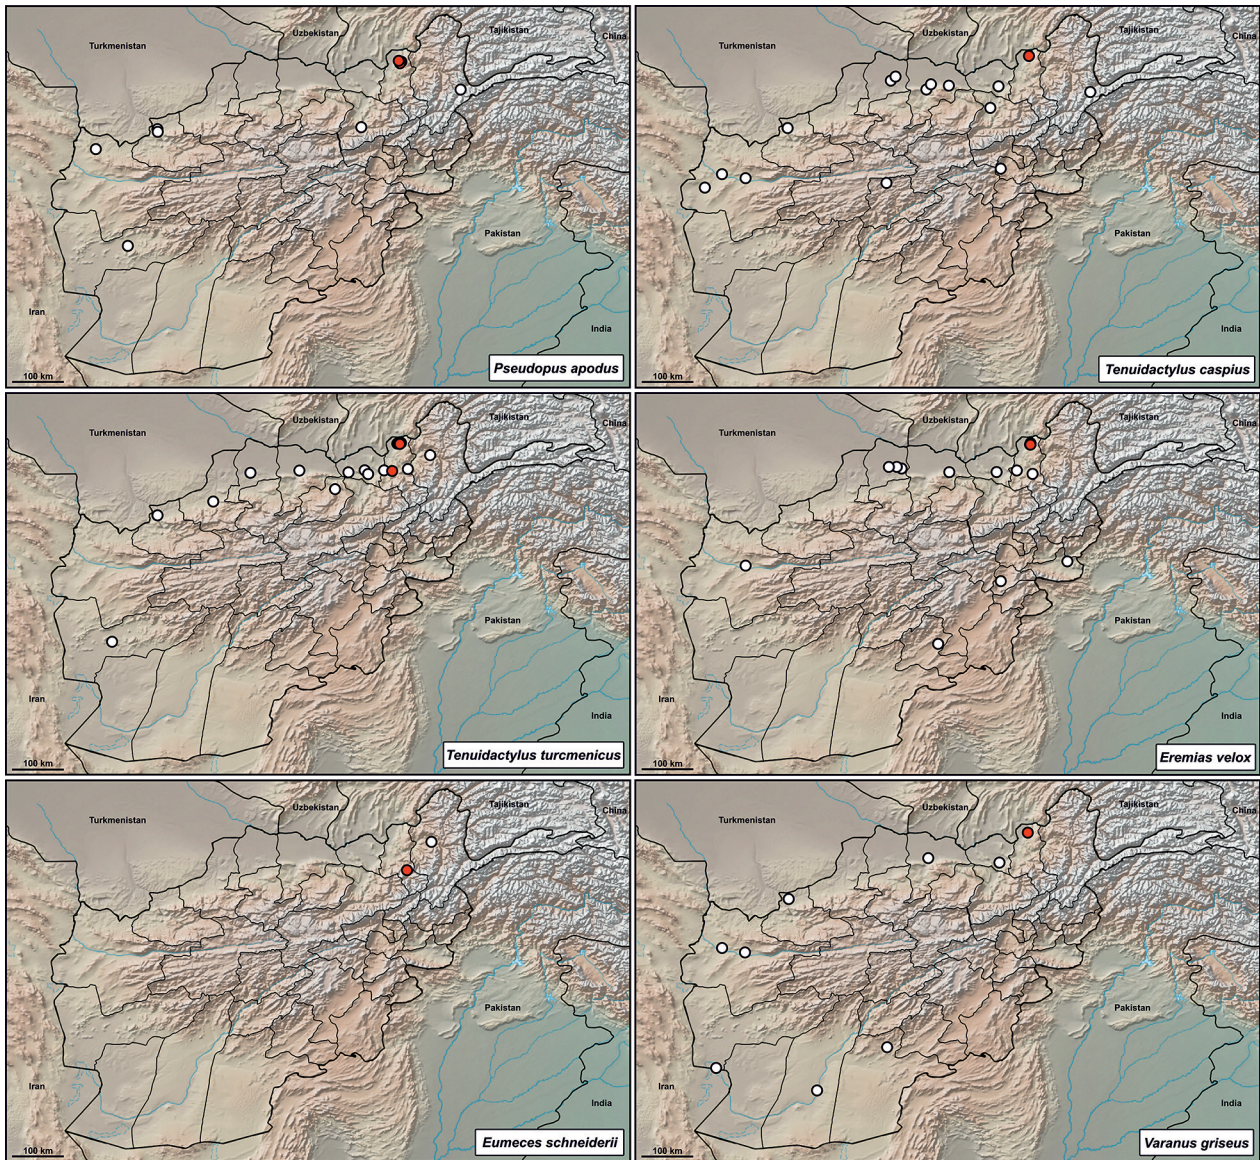 Turkmenistan
Uzbekistan
Tajikistan
China
Pakistan
Iran
India
100 km
Pseudopus apodus
Turkmenistan
Uzbekistan
Tajikistan
China
Pakistan
Iran
India
100 km
Tenuidactylus caspius
Turkmenistan
Uzbekistan
Tajikistan
China
Pakistan
Iran
India
100 km
Tenuidactylus turcmenicus
Turkmenistan
Uzbekistan
Tajikistan
China
Pakistan
Iran
India
100 km
Eremias velox
Turkmenistan
Uzbekistan
Tajikistan
China
Pakistan
Iran
India
100 km
Eumeces schneiderii
Turkmenistan
Uzbekistan
Tajikistan
China
Pakistan
Iran
India
100 km
Varanus griseus